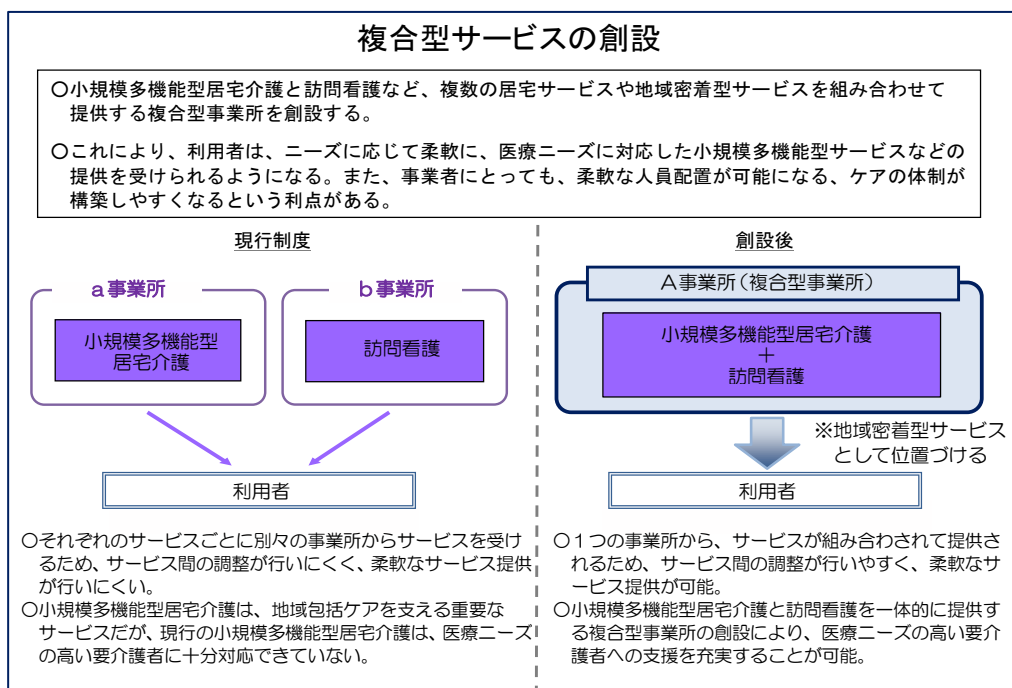 複合型サービスの創設
○小規模多機能型居宅介護と訪問看護など、複数の居宅サービスや地域密着型サービスを組み合わせて
提供する複合型事業所を創設する。
○これにより、利用者は、ニーズに応じて柔軟に、医療ニーズに対応した小規模多機能型サービスなどの
提供を受けられるようになる。また、事業者にとっても、柔軟な人員配置が可能になる、ケアの体制が
構築しやすくなるという利点がある。
現行制度
a事業所
小規模多機能型
居宅介護
b事業所
訪問看護
利用者
○それぞれのサービスごとに別々の事業所からサービスを受け
るため、サービス間の調整が行いにくく、柔軟なサービス提供
が行いにくい。
○小規模多機能型居宅介護は、地域包括ケアを支える重要な
サービスだが、現行の小規模多機能型居宅介護は、医療ニーズ
の高い要介護者に十分対応できていない。
創設後
A事業所（複合型事業所）
小規模多機能型居宅介護
＋
訪問看護
※地域密着型サービス
として位置づける
利用者
○１つの事業所から、サービスが組み合わされて提供さ
れるため、サービス間の調整が行いやすく、柔軟なサ
ービス提供が可能。
○小規模多機能型居宅介護と訪問看護を一体的に提供す
る複合型事業所の創設により、医療ニーズの高い要介
護者への支援を充実することが可能。